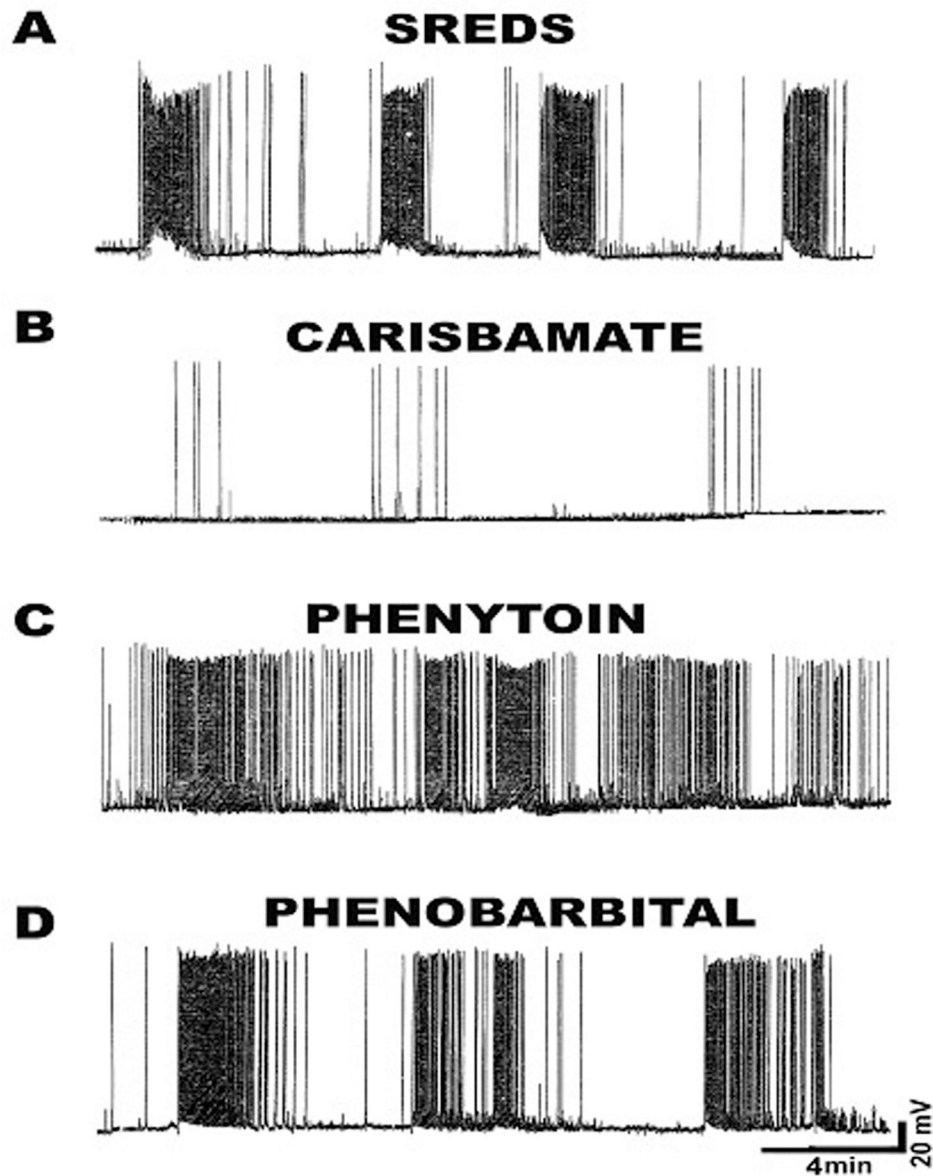 A
SREDS
B
CARISBAMATE
C
PHENYTOIN
D
PHENOBARBITAL
20 mV
4min